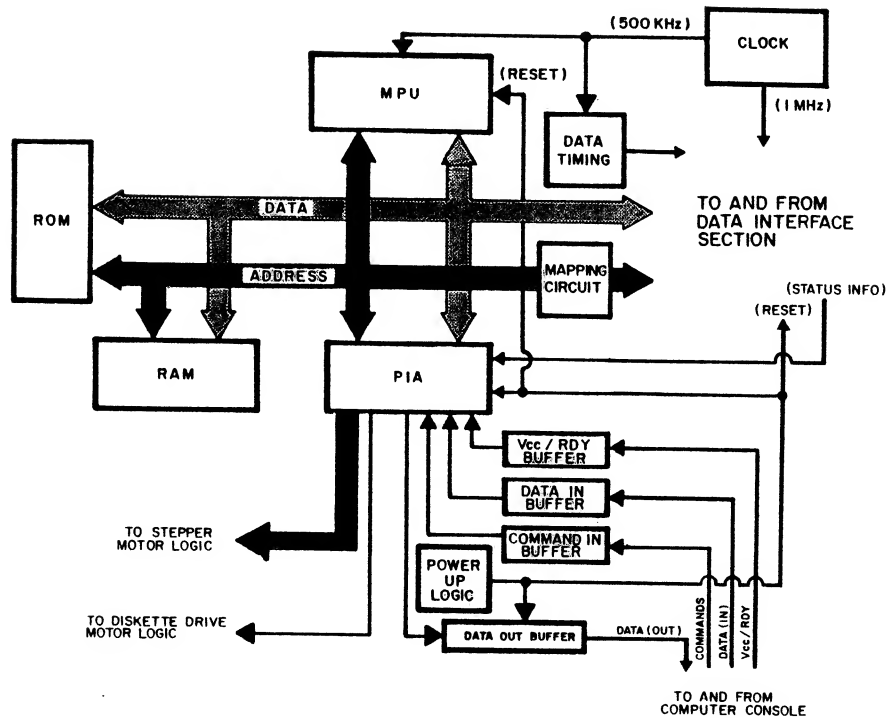 (500 KHz)
CLOCK
MPU
(RESET)
(1 MHz)
DATA
TIMING
ROM
DATA
TO AND FROM
DATA INTERFACE
SECTION
ADDRESS
MAPPING
CIRCUIT
(STATUS INFO)
(RESET)
RAM
PIA
Vcc / RDY
BUFFER
DATA IN
BUFFER
COMMAND IN
BUFFER
TO STEPPER
MOTOR LOGIC
POWER
UP
LOGIC
TO DISKETTE DRIVE
MOTOR LOGIC
DATA OUT BUFFER
DATA (OUT)
COMMANDS
DATA (IN)
Vcc / RDY
TO AND FROM
COMPUTER CONSOLE